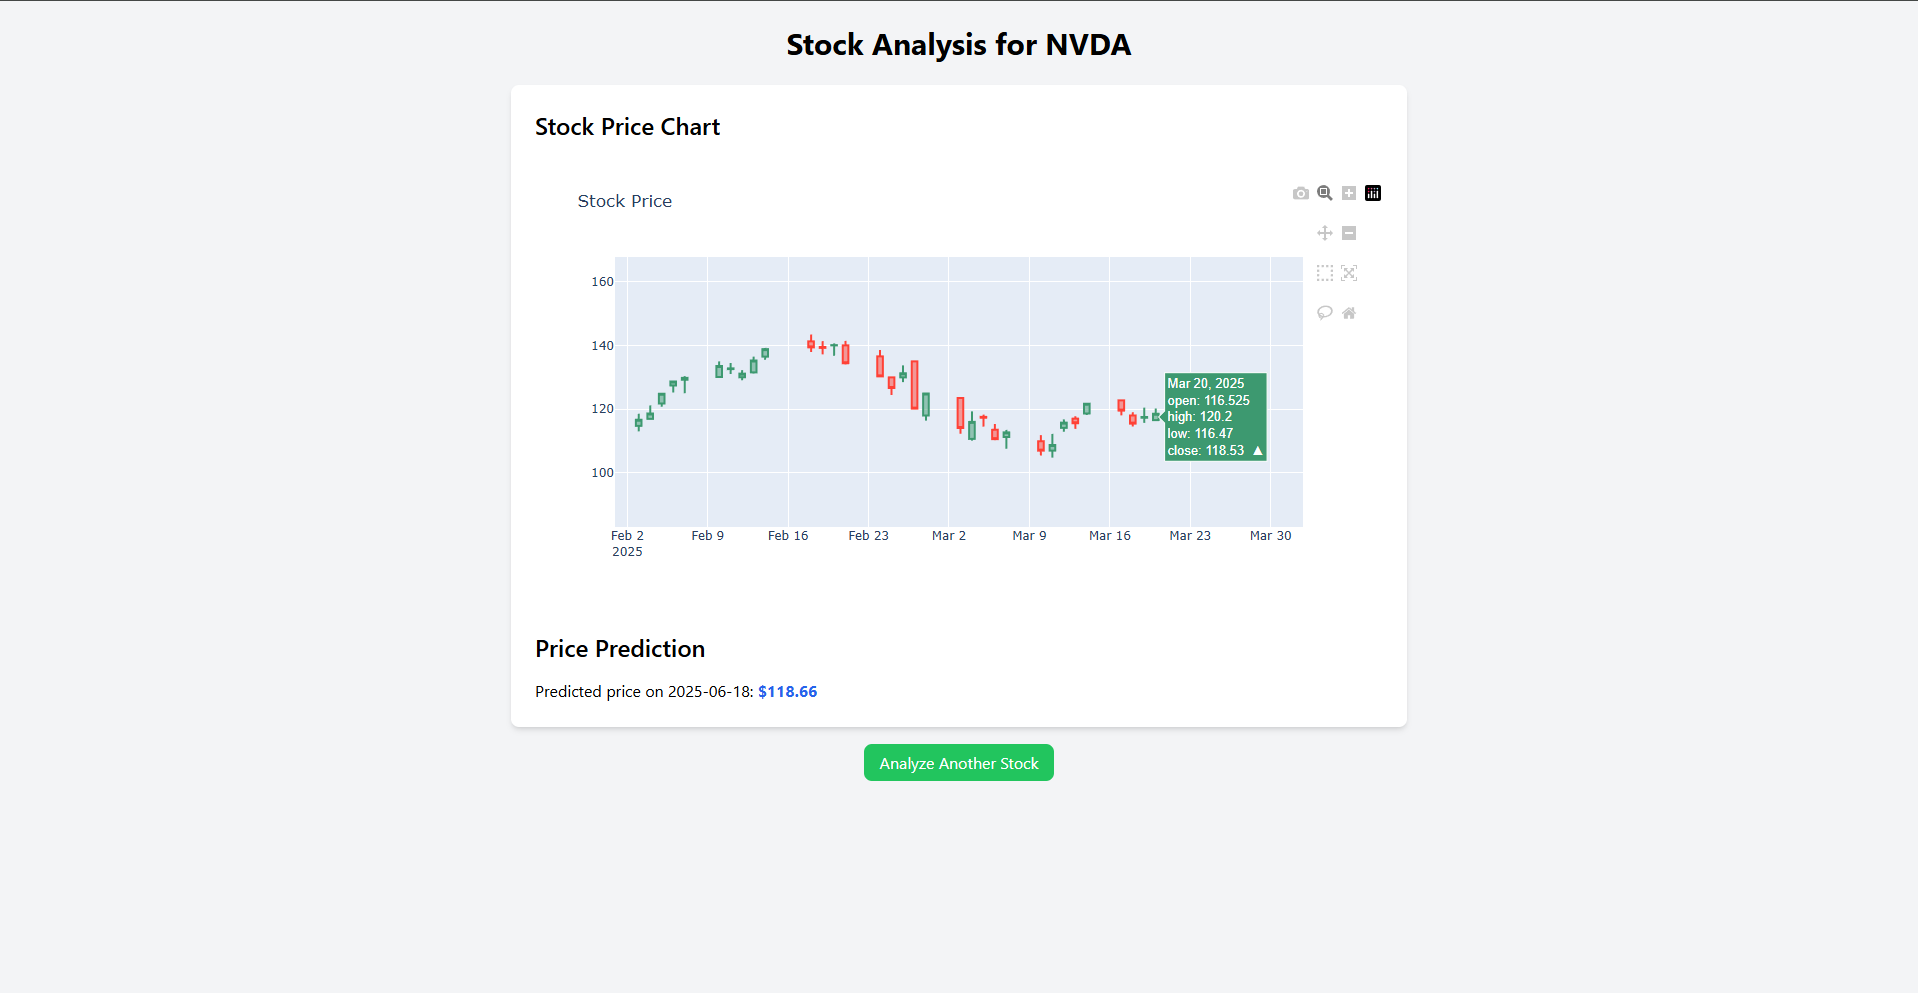 Stock Analysis for NVDA
Stock Price Chart
Stock Price
160
140
120
100
Mar 20, 2025
open: 116.525
high: 120.2
low: 116.47
close: 118.53 ▲
Feb 2 Feb 9 Feb 16 Feb 23 Mar 2 Mar 9 Mar 16 Mar 23 Mar 30
2025
Price Prediction
Predicted price on 2025-06-18: $118.66
Analyze Another Stock